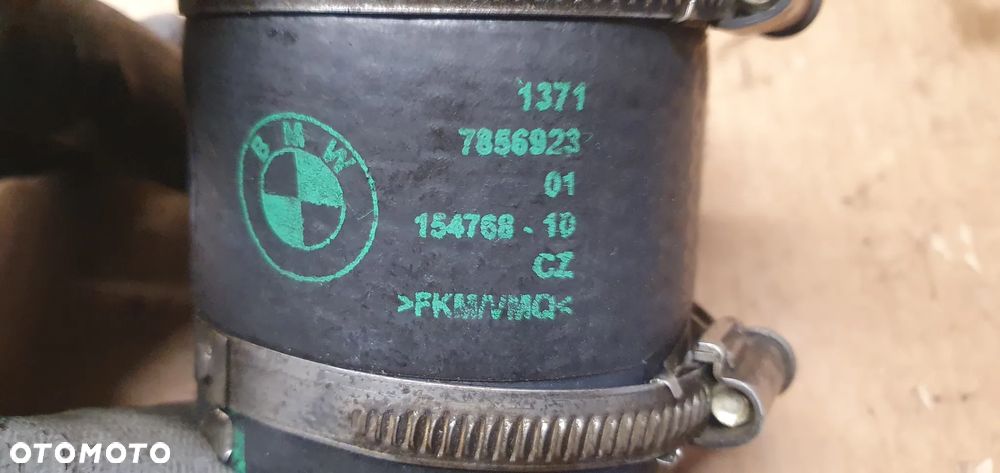 BMW
1371
7856923
01
154768 - 10
CZ
>FKM/VMQ<
OTOMOTO